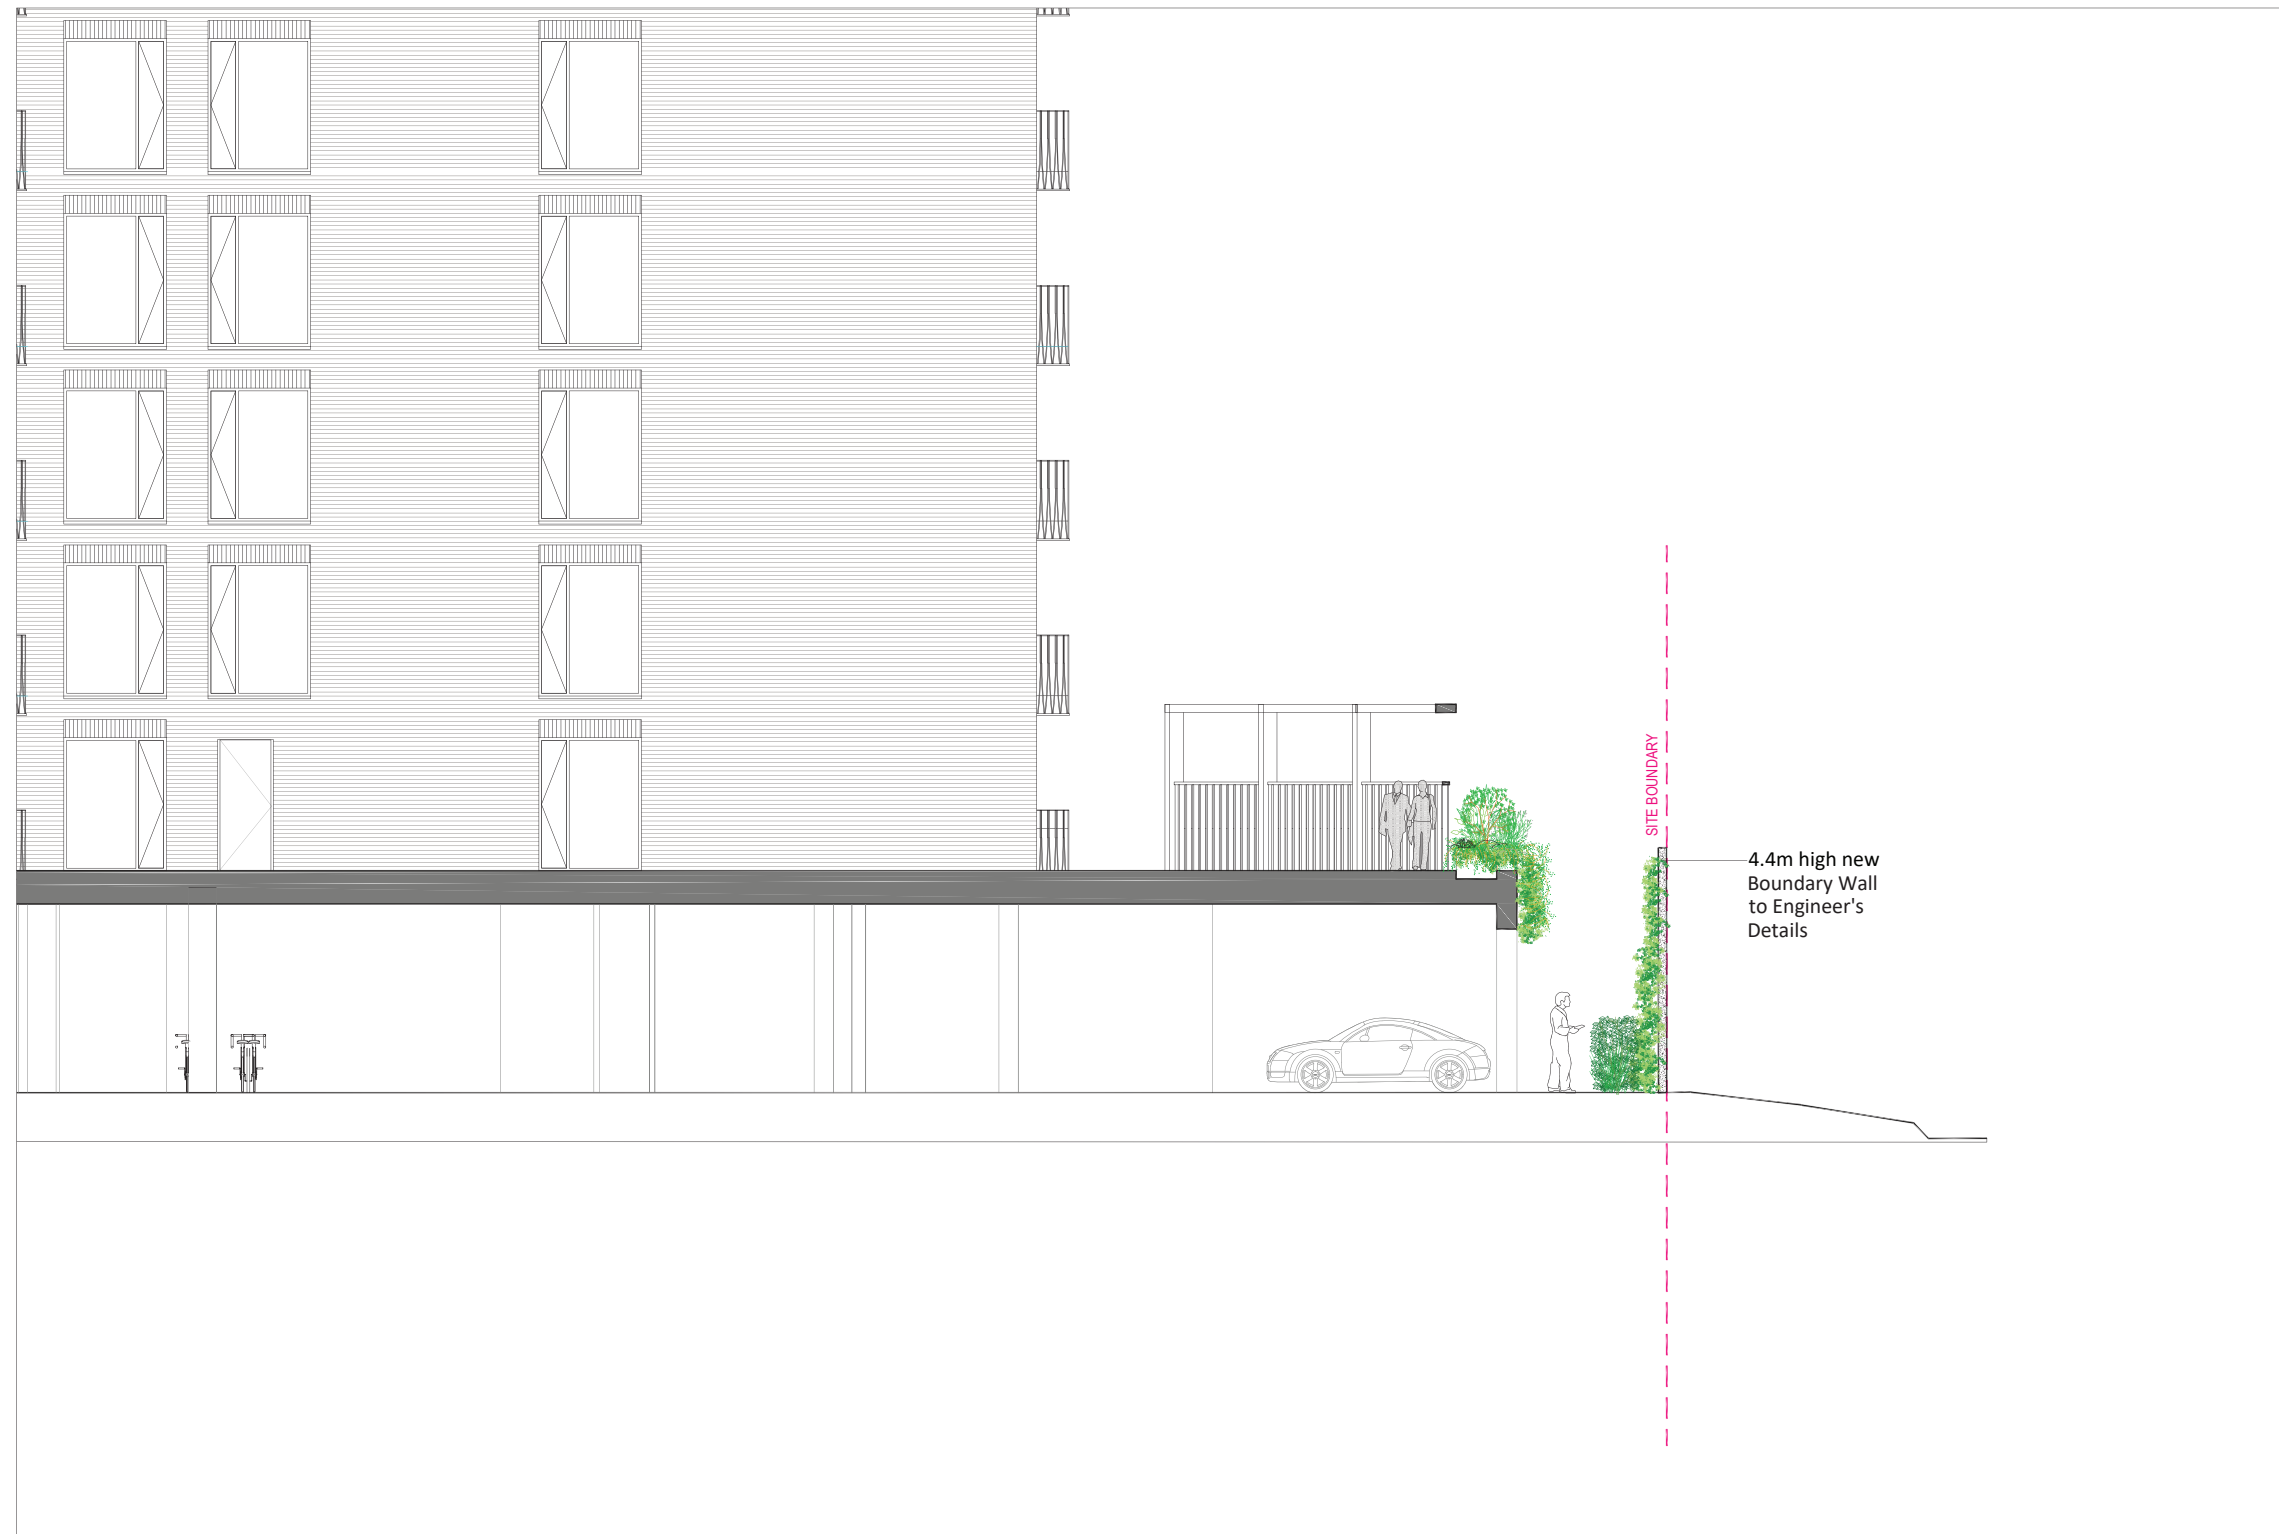 SITE BOUNDARY
4.4m high new
Boundary Wall
to Engineer's
Details